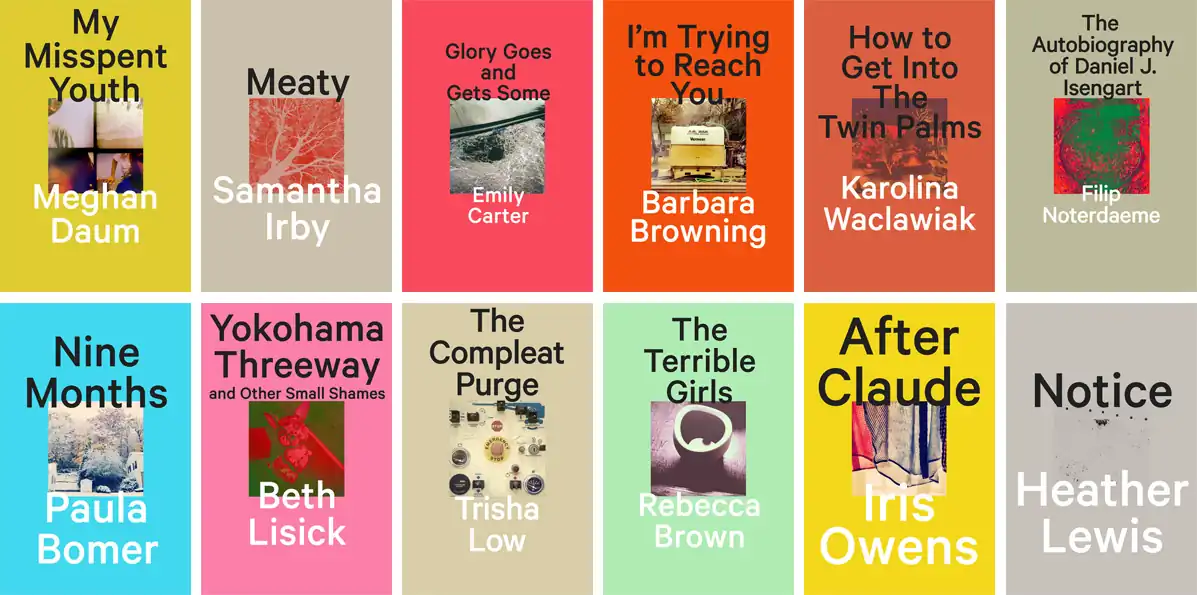 My
Misspent
Youth
Meghan
Daum
Meaty
Samantha
Irby
Glory Goes
and
Gets Some
Emily
Carter
I'm Trying
to Reach
You
Barbara
Browning
How to
Get Into
The
Twin Palms
Karolina
Waclawiak
The
Autobiography
of Daniel J.
Isengart
Filip
Noterdaeme
Nine
Months
Paula
Bomer
Yokohama
Threeway
and Other Small Shames
Beth
Lisick
The
Compleat
Purge
STOP
EMERGENCY
STOP
Trisha
Low
The
Terrible
Girls
Rebecca
Brown
After
Claude
Iris
Owens
Notice
Heather
Lewis